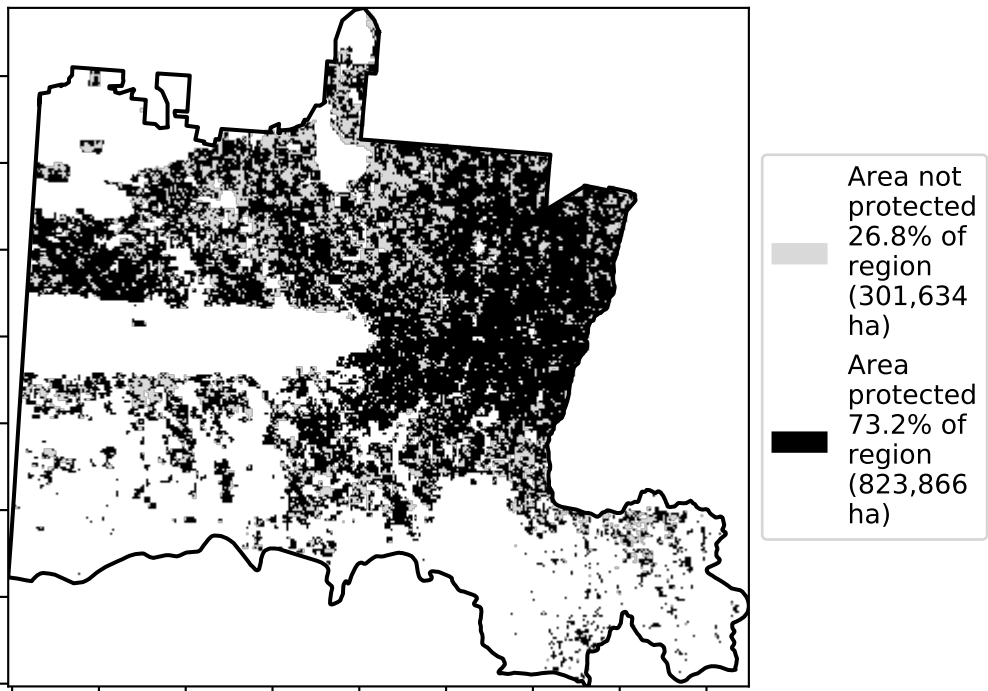 Area not
protected
26.8% of
region
(301,634
ha)
Area
protected
73.2% of
region
(823,866
ha)